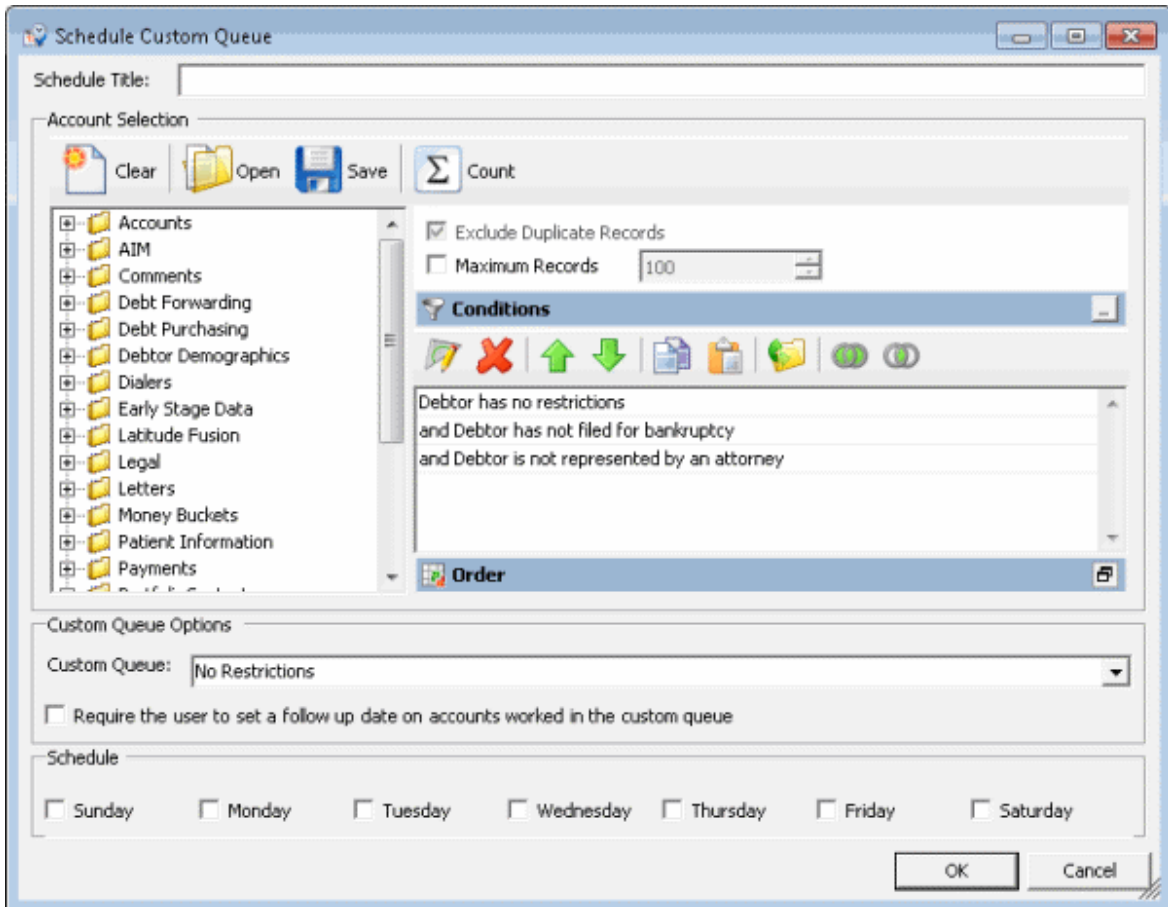 Schedule Custom Queue
Schedule Title:
Account Selection
Clear Open Save Σ Count
Accounts
AIM
Comments
Debt Forwarding
Debt Purchasing
Debtor Demographics
Dialers
Early Stage Data
Latitude Fusion
Legal
Letters
Money Buckets
Patient Information
Payments
Exclude Duplicate Records
Maximum Records 100
Conditions
Debtor has no restrictions
and Debtor has not filed for bankruptcy
and Debtor is not represented by an attorney
Order
Custom Queue Options
Custom Queue: No Restrictions
Require the user to set a follow up date on accounts worked in the custom queue
Schedule
Sunday Monday Tuesday Wednesday Thursday Friday Saturday
OK Cancel